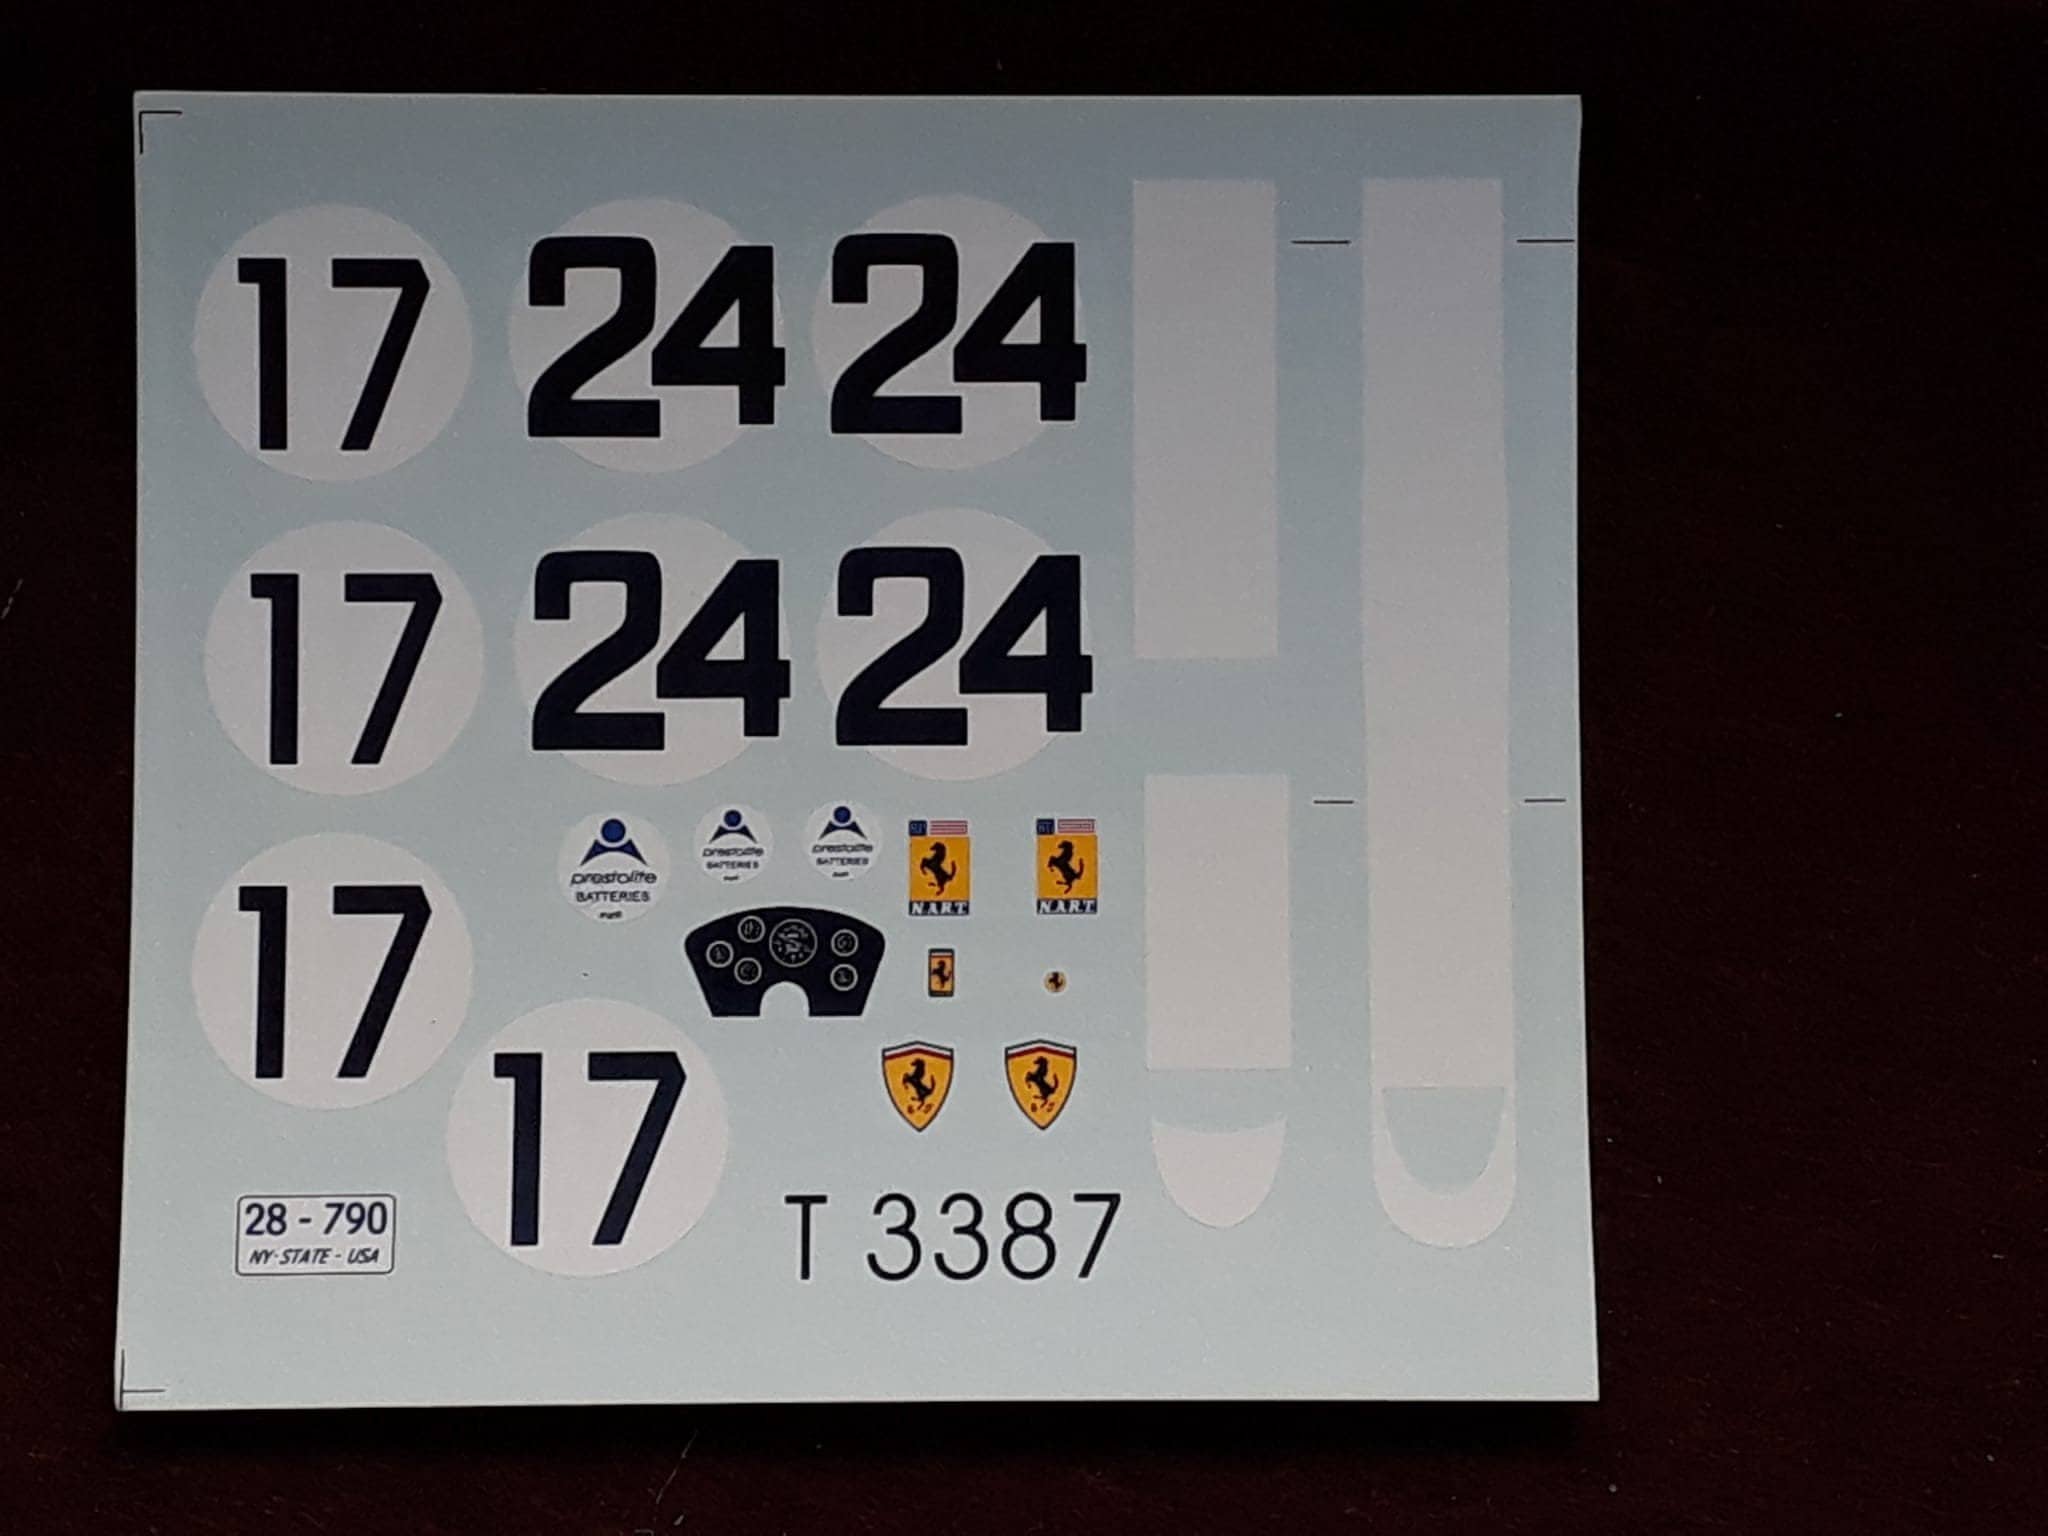 17
24
24
17
24
24
prestolite
BATTERIES
prestolite
BATTERIES
prestolite
BATTERIES
N.A.R.T.
N.A.R.T.
17
17
28 - 790
NY-STATE - USA
T 3387